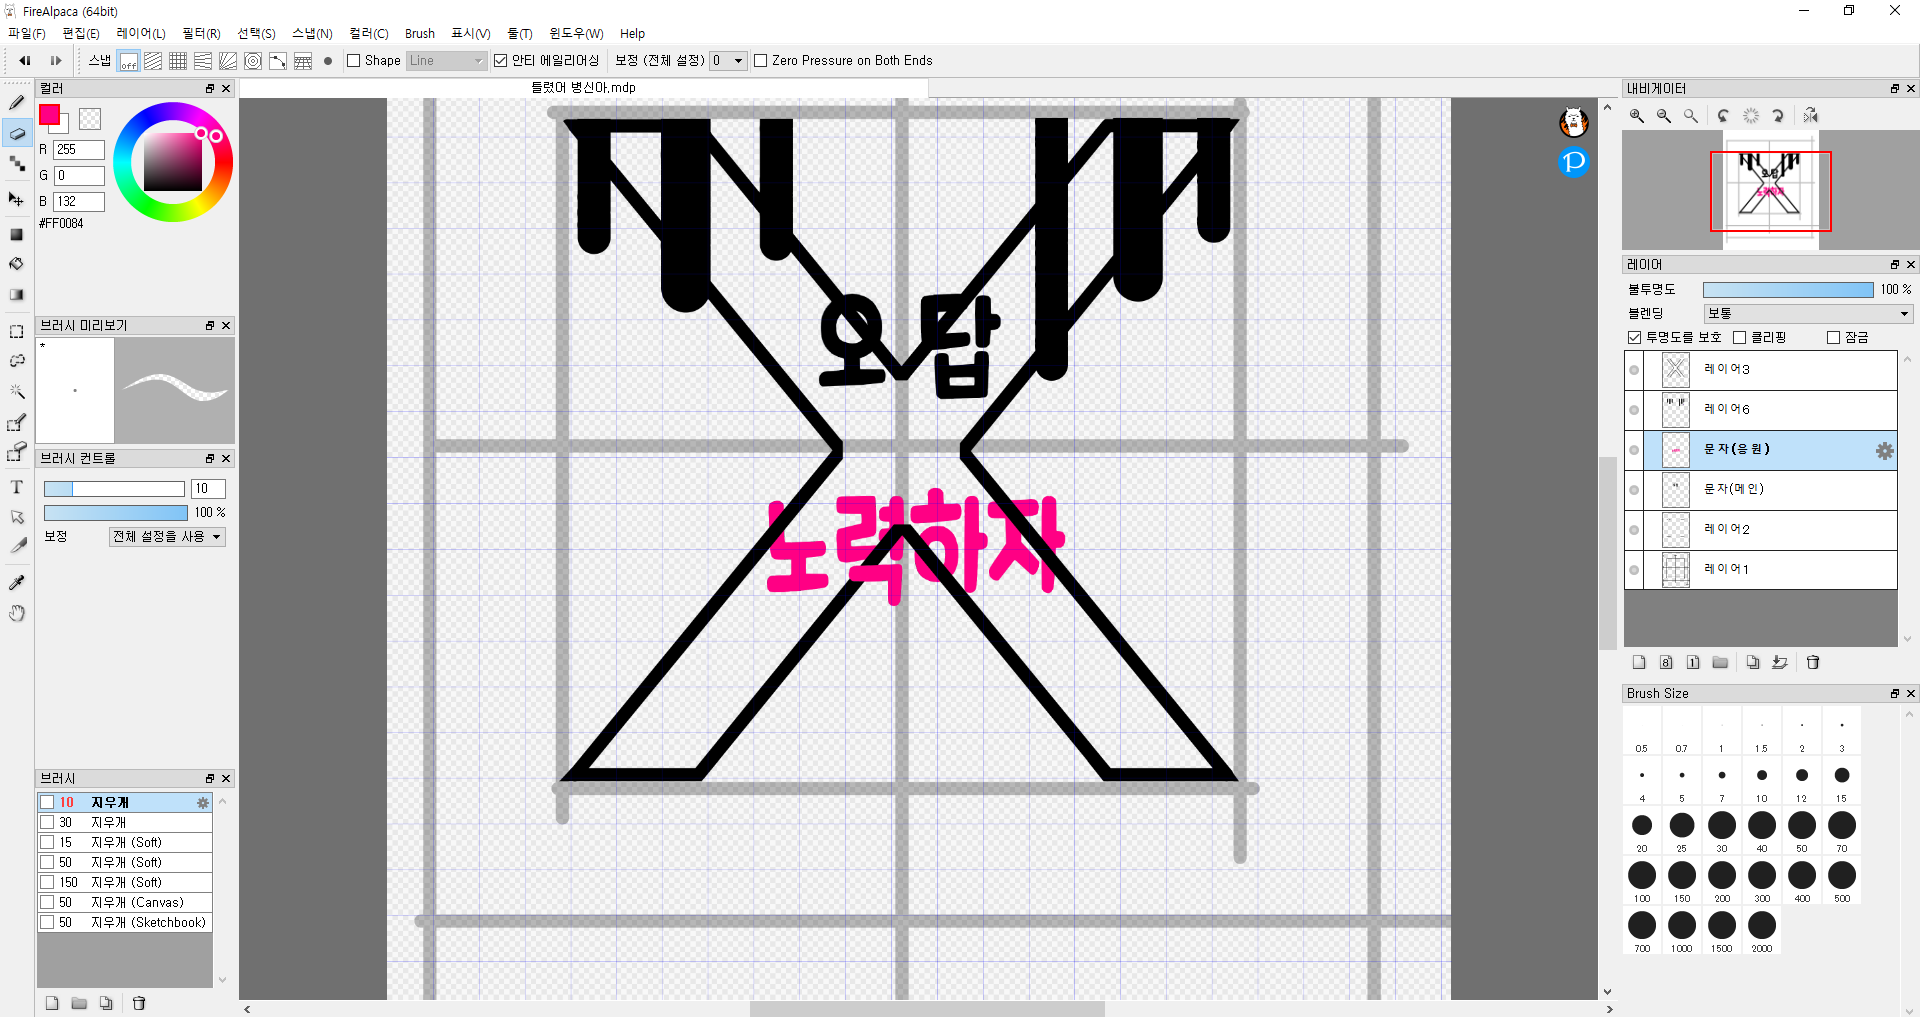 FireAlpaca (64bit)
파일(F) 편집(E) 레이어(L) 필터(R) 선택(S) 스냅(N) 컬러(C) Brush 표시(V) 툴(T) 윈도우(W) Help
스냅 off Shape Line 안티 에일리어싱 보정 (전체 설정) 0 Zero Pressure on Both Ends
컬러
R 255
G 0
B 132
#FF0084
브러시 미리보기
*
브러시 컨트롤
10
100 %
보정 전체 설정을 사용
브러시
10 지우개
30 지우개
15 지우개 (Soft)
50 지우개 (Soft)
150 지우개 (Soft)
50 지우개 (Canvas)
50 지우개 (Sketchbook)
틀렸어 병신아.mdp
오답
노력하자
P
내비게이터
레이어
불투명도 100 %
블렌딩 보통
투명도를 보호 클리핑 잠금
레이어3
레이어6
문자(응원)
문자(메인)
레이어2
레이어1
8 1
Brush Size
0.5 0.7 1 1.5 2 3
4 5 7 10 12 15
20 25 30 40 50 70
100 150 200 300 400 500
700 1000 1500 2000